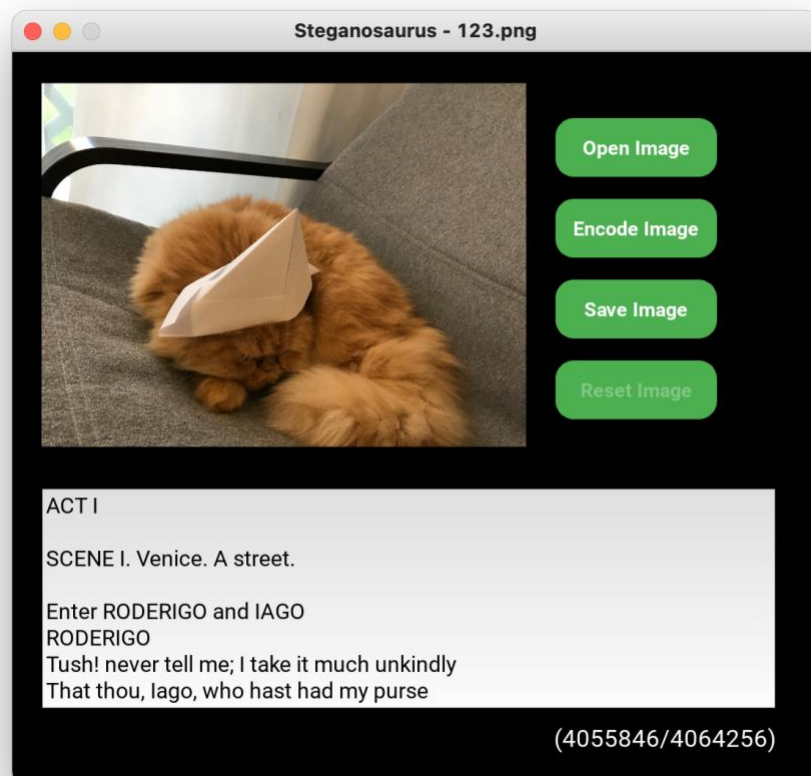 Steganosaurus - 123.png
Open Image
Encode Image
Save Image
Reset Image
ACT I
SCENE I. Venice. A street.
Enter RODERIGO and IAGO
RODERIGO
Tush! never tell me; I take it much unkindly
That thou, Iago, who hast had my purse
(4055846/4064256)